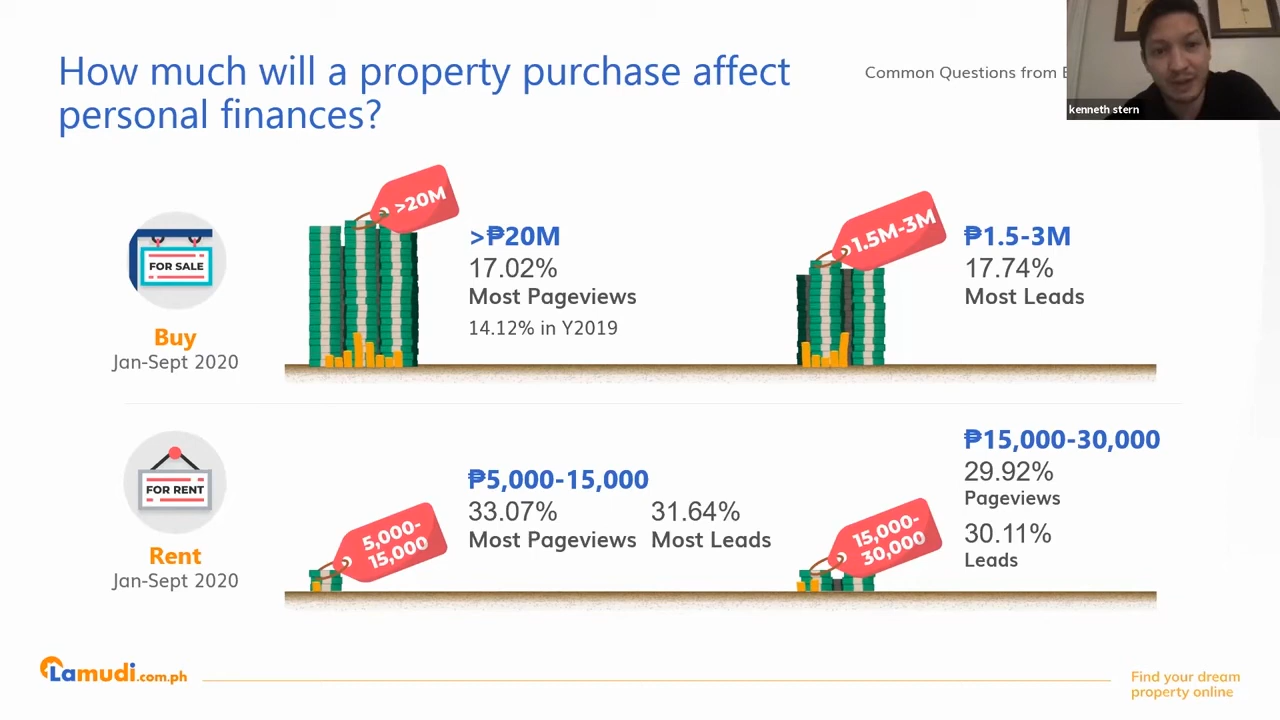 How much will a property purchase affect
personal finances?
Common Questions from
kenneth stern
>20M
>₱20M
17.02%
Most Pageviews
14.12% in Y2019
1.5M-3M
₱1.5-3M
17.74%
Most Leads
FOR SALE
Buy
Jan-Sept 2020
FOR RENT
Rent
Jan-Sept 2020
5,000-
15,000
₱5,000-15,000
33.07%
Most Pageviews
31.64%
Most Leads
15,000-
30,000
₱15,000-30,000
29.92%
Pageviews
30.11%
Leads
Lamudi.com.ph
Find your dream
property online